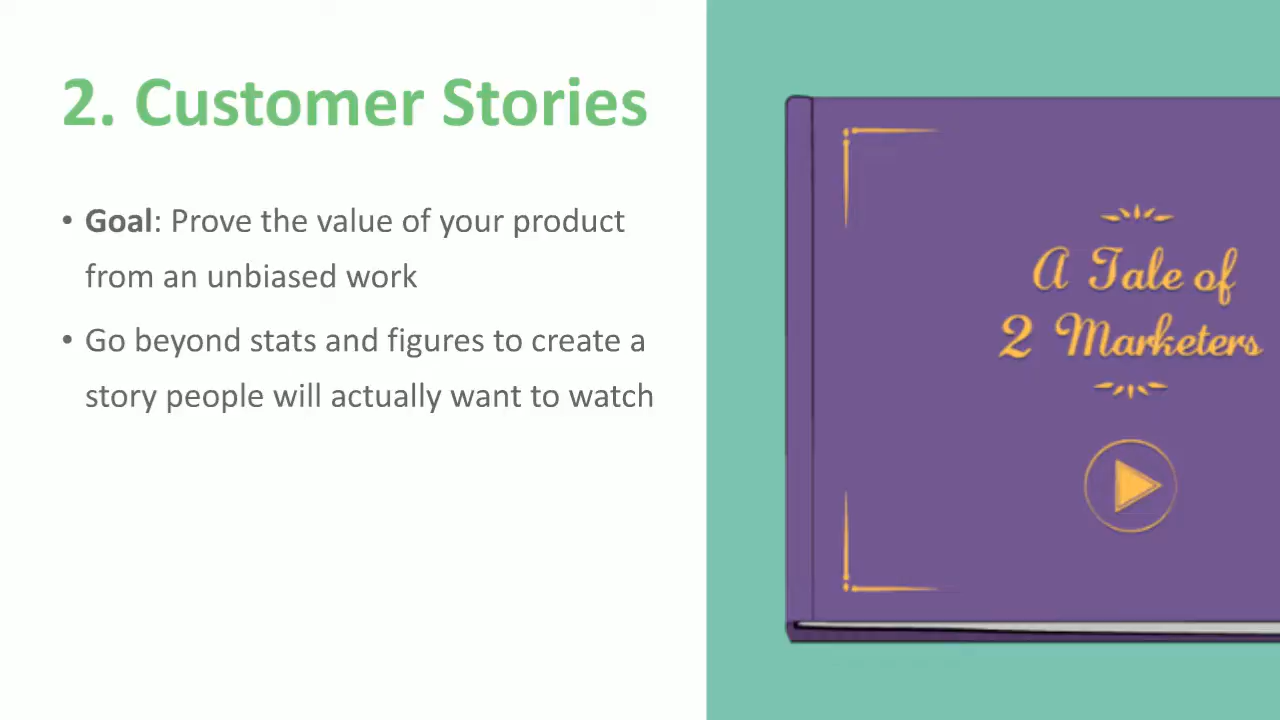 2. Customer Stories
• Goal: Prove the value of your product
from an unbiased work
• Go beyond stats and figures to create a
story people will actually want to watch
A Tale of
2 Marketers